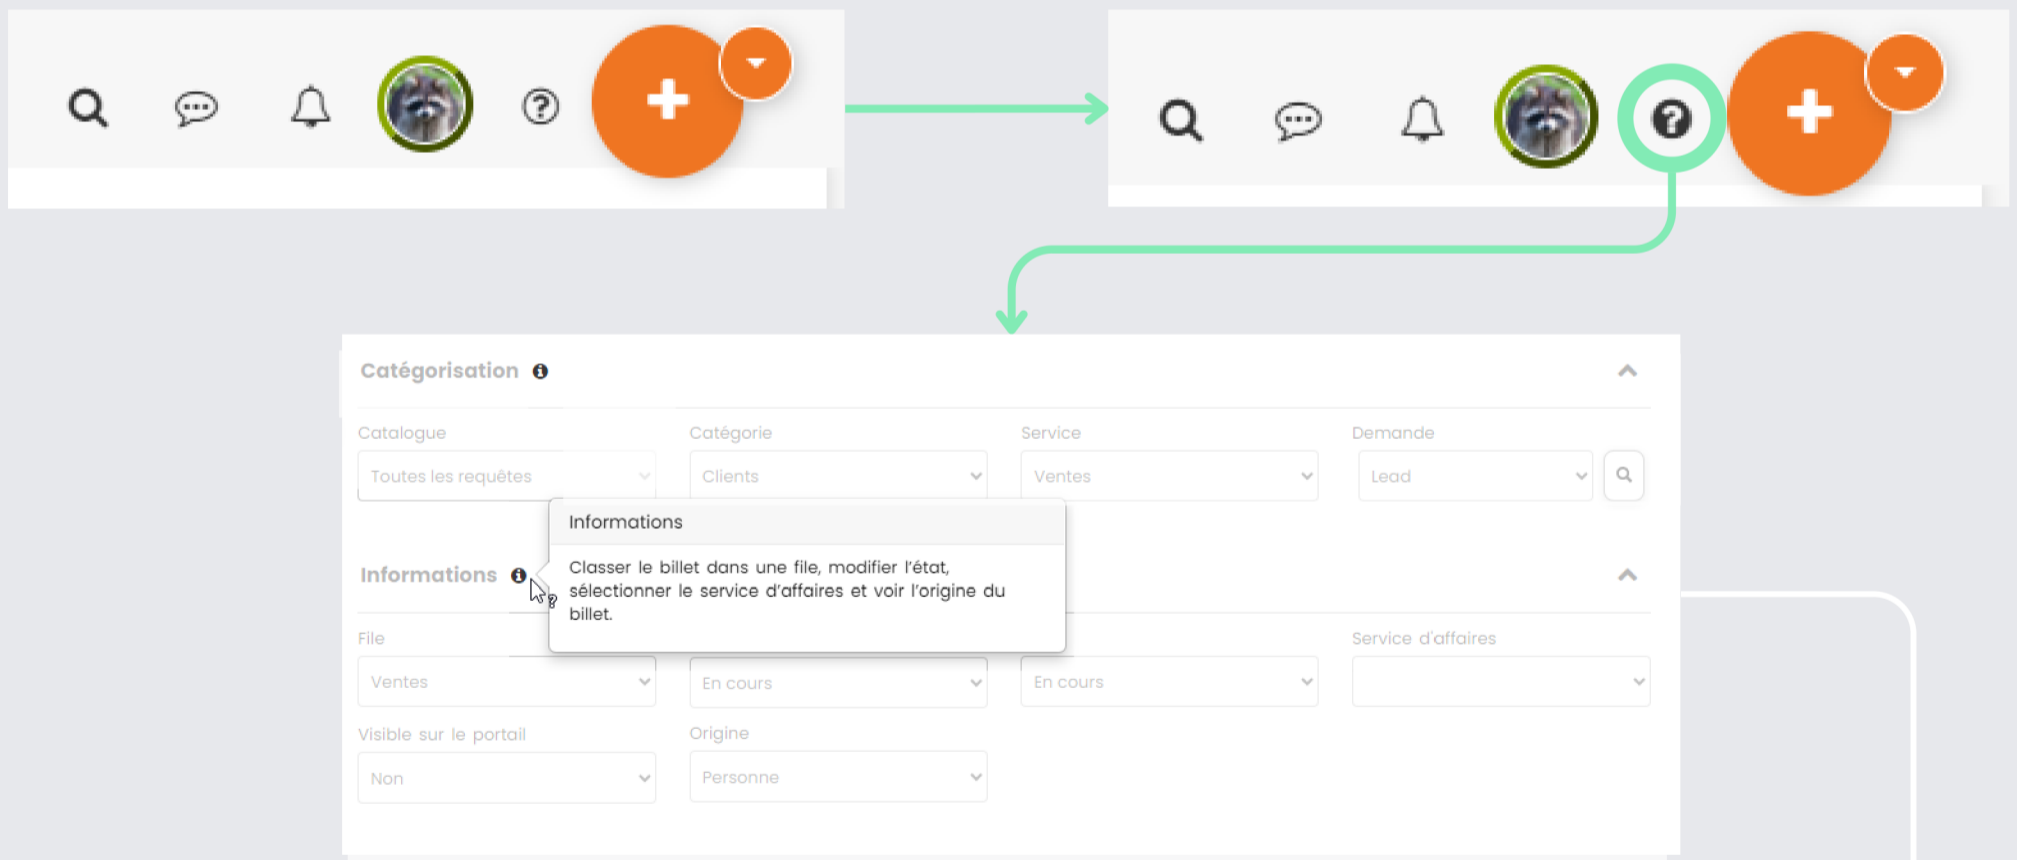 Catégorisation
Catalogue
Catégorie
Service
Demande
Toutes les requêtes
Clients
Ventes
Lead
Informations
Classer le billet dans une file, modifier l'état,
sélectionner le service d'affaires et voir l'origine du
billet.
Informations
File
Service d'affaires
Ventes
En cours
En cours
Visible sur le portail
Origine
Non
Personne